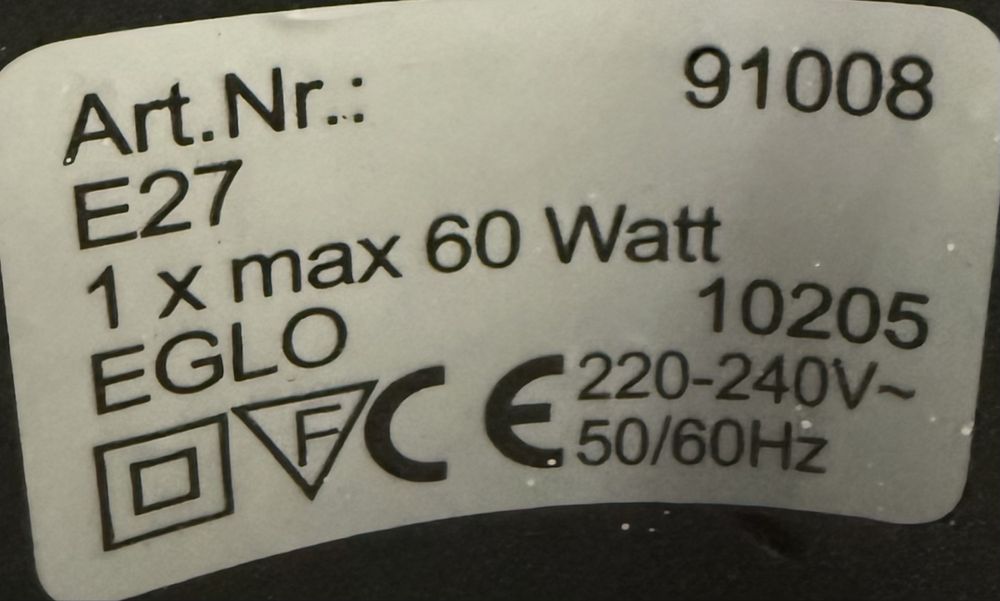 Art.Nr.: 91008
E27
1 x max 60 Watt
10205
EGLO
220-240V~
F CE
50/60Hz